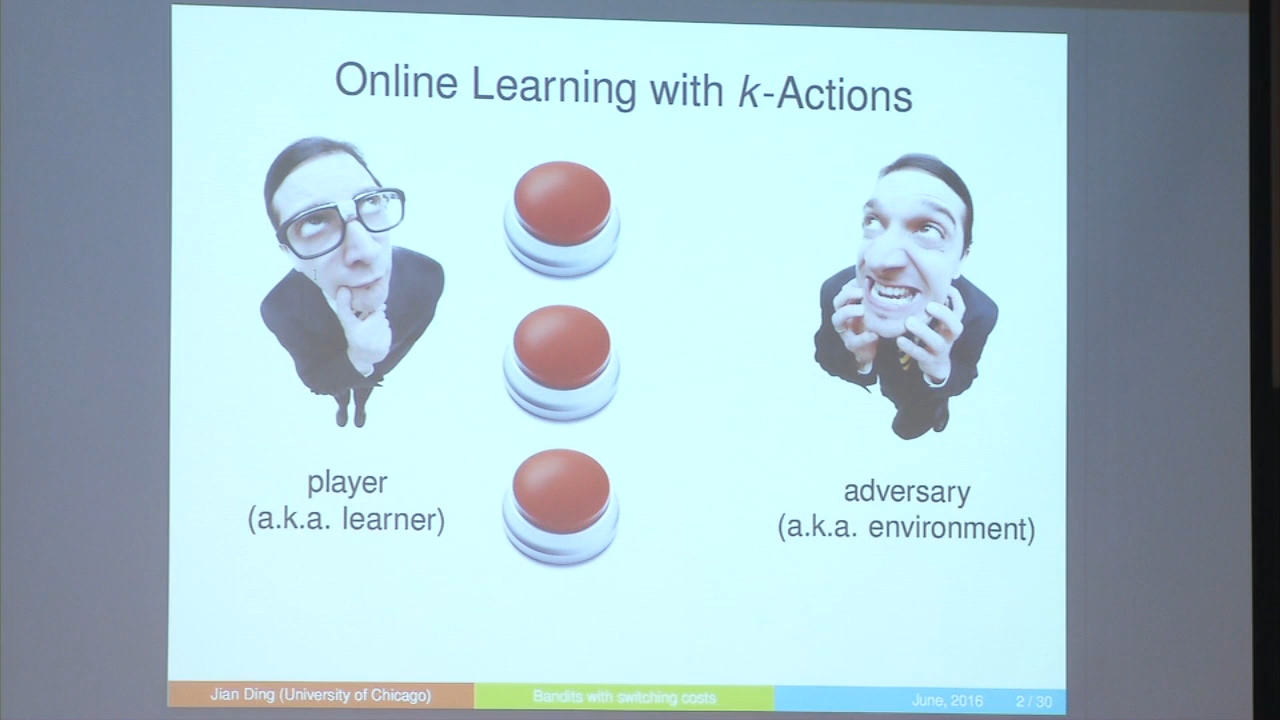 Online Learning with k-Actions
player
(a.k.a. learner)
adversary
(a.k.a. environment)
Jian Ding (University of Chicago)
Bandits with switching costs
June, 2016
2 / 30